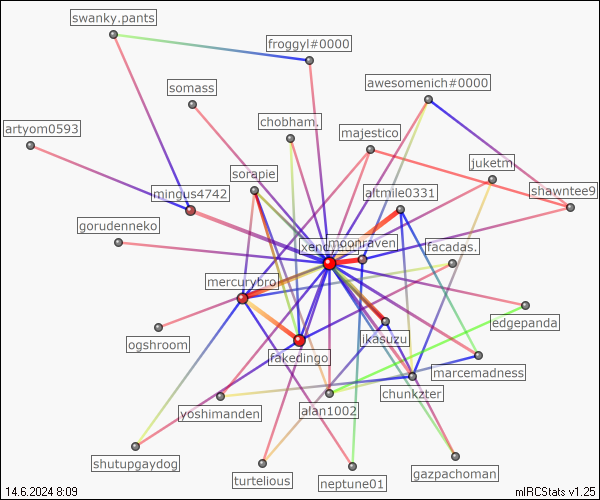 swanky.pants
froggyl#0000
somass
awesomenich#0000
chobham.
artyom0593
majestico
juketm
sorapie
mingus4742
altmile0331
shawntee9
gorudenneko
moonraven
facadas.
mercurybro
edgepanda
ogshroom
fakedingo
ikasuzu
marcemadness
yoshimanden
alan1002
chunkzter
shutupgaydog
turtelious
neptune01
gazpachoman
14.6.2024 8:09
mIRCStats v1.25